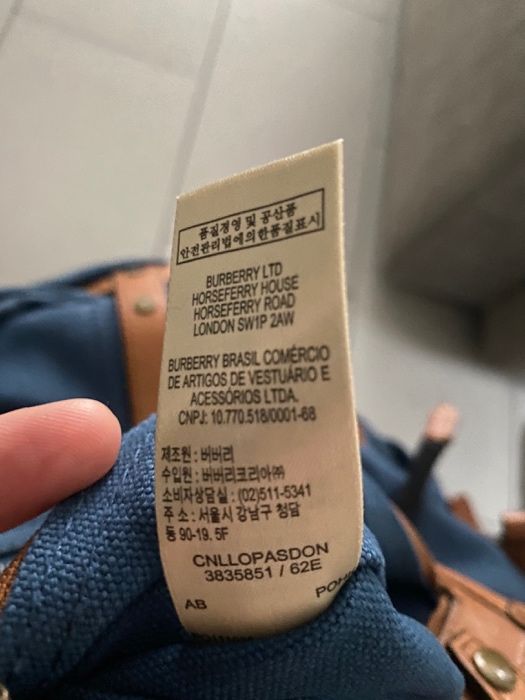 품질경영 및 공산품
안전관리법에의한품질표시
BURBERRY LTD
HORSEFERRY HOUSE
HORSEFERRY ROAD
LONDON SW1P 2AW
BURBERRY BRASIL COMÉRCIO
DE ARTIGOS DE VESTUÁRIO E
ACESSÓRIOS LTDA.
CNPJ: 10.770.518/0001-68
제조원 : 버버리
수입원 : 버버리코리아㈜
소비자상담실 : (02)511-5341
주 소 : 서울시 강남구 청담
동 90-19. 5F
CNLLOPASDON
3835851 / 62E
AB